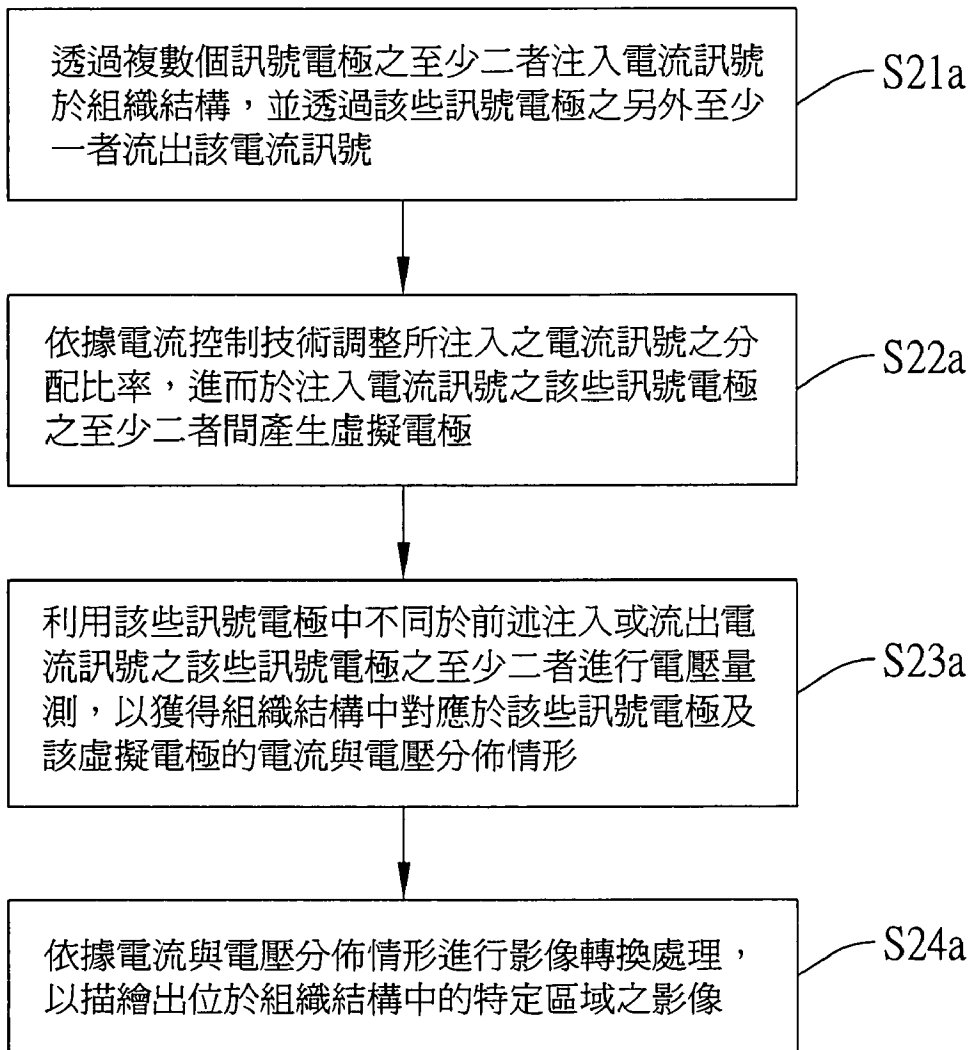 透過複數個訊號電極之至少二者注入電流訊號
於組織結構，並透過該些訊號電極之另外至少
一者流出該電流訊號
S21a
依據電流控制技術調整所注入之電流訊號之分
配比率，進而於注入電流訊號之該些訊號電極
之至少二者間產生虛擬電極
S22a
利用該些訊號電極中不同於前述注入或流出電
流訊號之該些訊號電極之至少二者進行電壓量
測，以獲得組織結構中對應於該些訊號電極及
該虛擬電極的電流與電壓分佈情形
S23a
依據電流與電壓分佈情形進行影像轉換處理，
以描繪出位於組織結構中的特定區域之影像
S24a